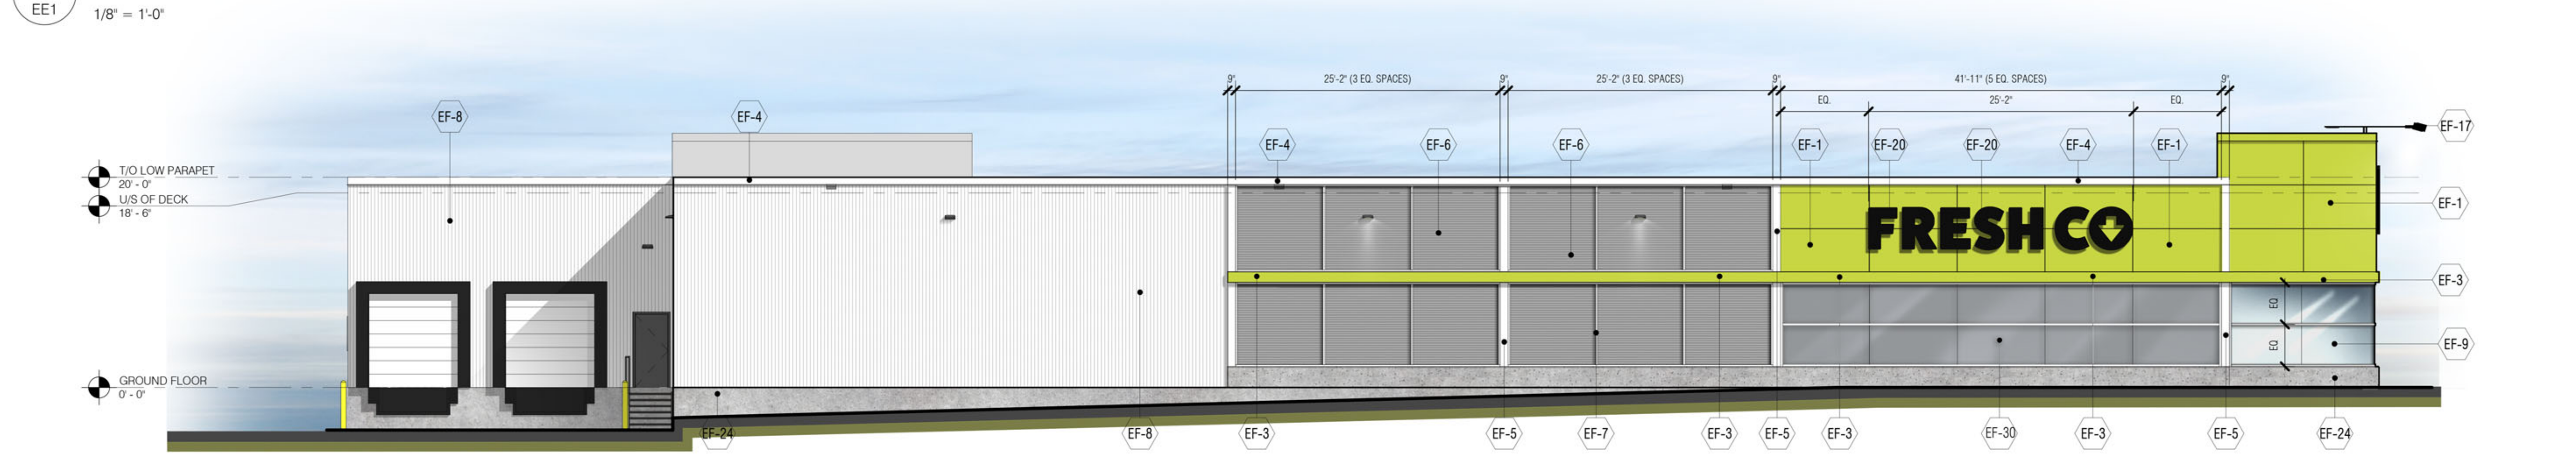 EE1
1/8" = 1'-0"
9" 25'-2" (3 EQ. SPACES) 9" 25'-2" (3 EQ. SPACES) 9" 41'-11" (5 EQ. SPACES) 9"
EQ. 25'-2" EQ.
EF-8 EF-4 EF-17
EF-4 EF-6 EF-6 EF-1 EF-20 EF-20 EF-4 EF-1
T/O LOW PARAPET
20' - 0"
U/S OF DECK
18' - 6"
EF-1
FRESHCO
EF-3
EQ
EQ
EF-9
GROUND FLOOR
0' - 0"
EF-24 EF-8 EF-3 EF-5 EF-7 EF-3 EF-5 EF-3 EF-30 EF-3 EF-5 EF-24